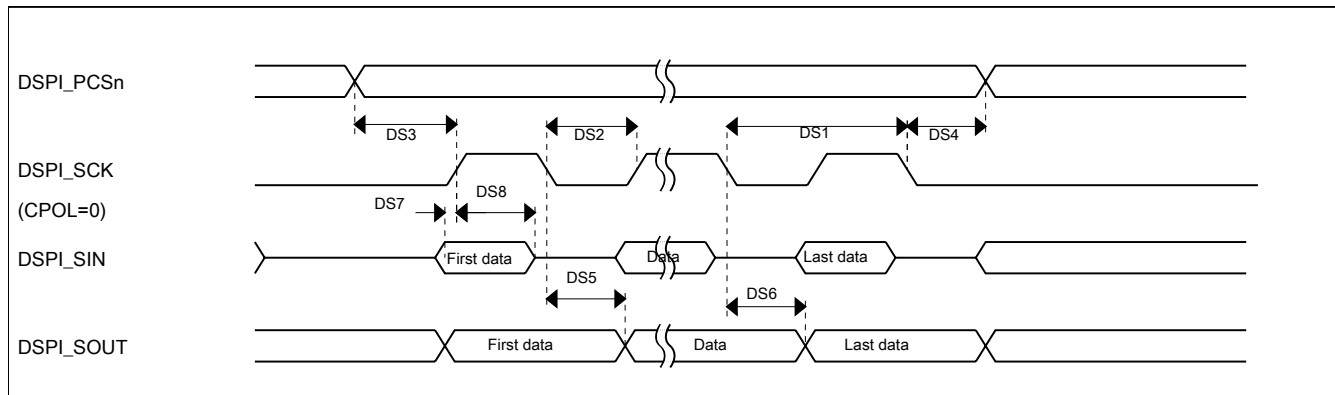 DSPI_PCSn
DS3
DS2
DS1
DS4
DSPI_SCK
(CPOL=0)
DS7
DS8
DSPI_SIN
First data
Data
Last data
DS5
DS6
DSPI_SOUT
First data
Data
Last data